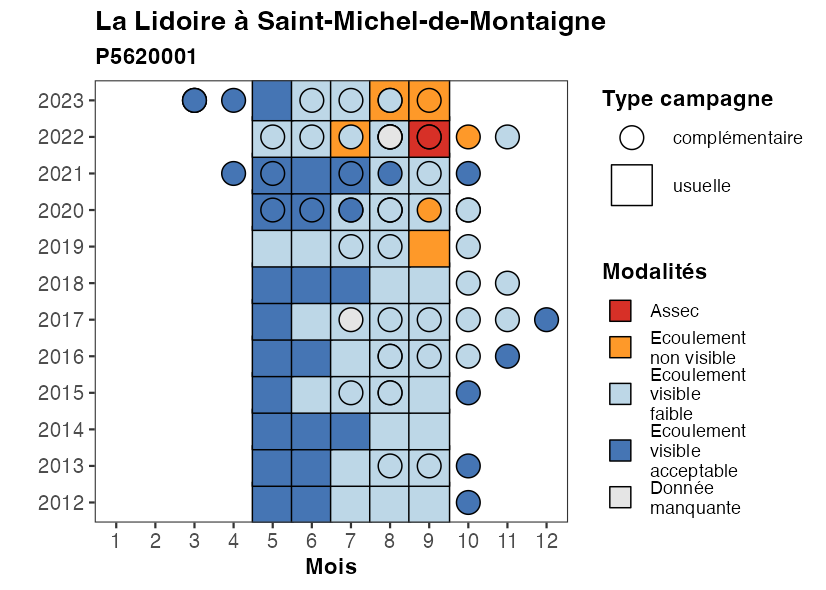 La Lidoire à Saint-Michel-de-Montaigne
P5620001
2023
2022
2021
2020
2019
2018
2017
2016
2015
2014
2013
2012
1 2 3 4 5 6 7 8 9 10 11 12
Mois
Type campagne
complémentaire
usuelle
Modalités
Assec
Ecoulement
non visible
Ecoulement
visible
faible
Ecoulement
visible
acceptable
Donnée
manquante